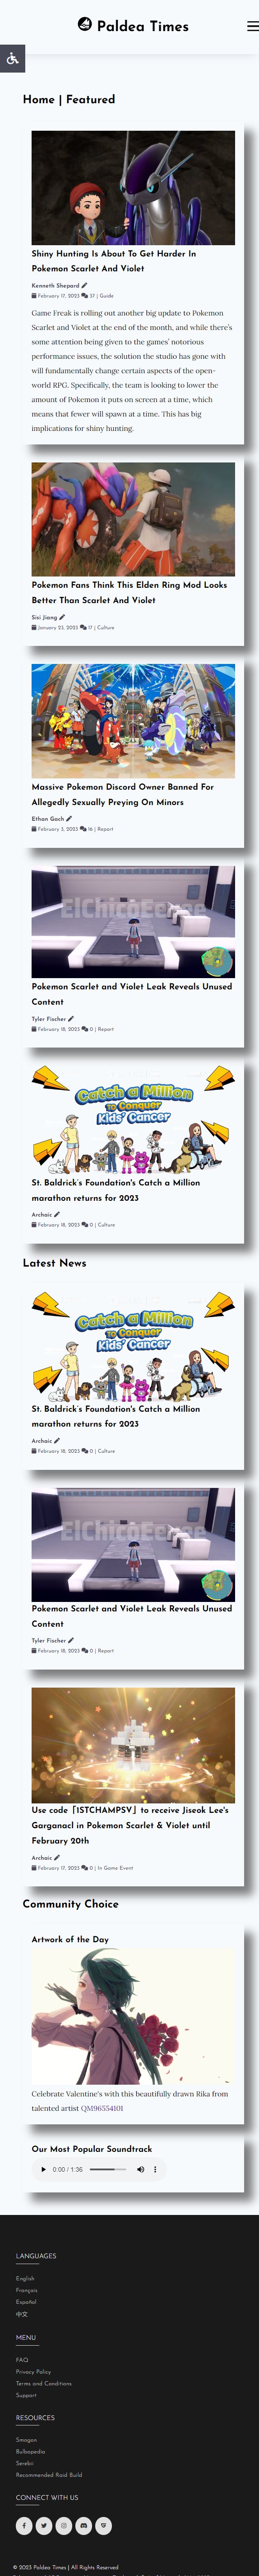 Paldea Times
Home | Featured
Shiny Hunting Is About To Get Harder In
Pokemon Scarlet And Violet
Kenneth Shepard
February 17, 2023 37 | Guide
Game Freak is rolling out another big update to Pokemon
Scarlet and Violet at the end of the month, and while there's
some attention being given to the games' notorious
performance issues, the solution the studio has gone with
will fundamentally change certain aspects of the open-
world RPG. Specifically, the team is looking to lower the
amount of Pokemon it puts on screen at a time, which
means that fewer will spawn at a time. This has big
implications for shiny hunting.
Pokemon Fans Think This Elden Ring Mod Looks
Better Than Scarlet And Violet
Sisi Jiang
January 23, 2023 17 | Culture
Massive Pokemon Discord Owner Banned For
Allegedly Sexually Preying On Minors
Ethan Gach
February 3, 2023 16 | Report
Pokemon Scarlet and Violet Leak Reveals Unused
Content
Tyler Fischer
February 18, 2023 0 | Report
Catch a Million
To Conquer
Kids' Cancer
St. Baldrick's Foundation's Catch a Million
marathon returns for 2023
Archaic
February 18, 2023 0 | Culture
Latest News
Catch a Million
To Conquer
Kids' Cancer
St. Baldrick's Foundation's Catch a Million
marathon returns for 2023
Archaic
February 18, 2023 0 | Culture
Pokemon Scarlet and Violet Leak Reveals Unused
Content
Tyler Fischer
February 18, 2023 0 | Report
Use code「1STCHAMPSV」to receive Jiseok Lee's
Garganacl in Pokemon Scarlet & Violet until
February 20th
Archaic
February 17, 2023 0 | In Game Event
Community Choice
Artwork of the Day
Celebrate Valentine's with this beautifully drawn Rika from
talented artist QM96554101
Our Most Popular Soundtrack
0:00 / 1:36
LANGUAGES
English
Français
Español
中文
MENU
FAQ
Privacy Policy
Terms and Conditions
Support
RESOURCES
Smogon
Bulbapedia
Serebii
Recommended Raid Build
CONNECT WITH US
© 2023 Paldea Times | All Rights Reserved